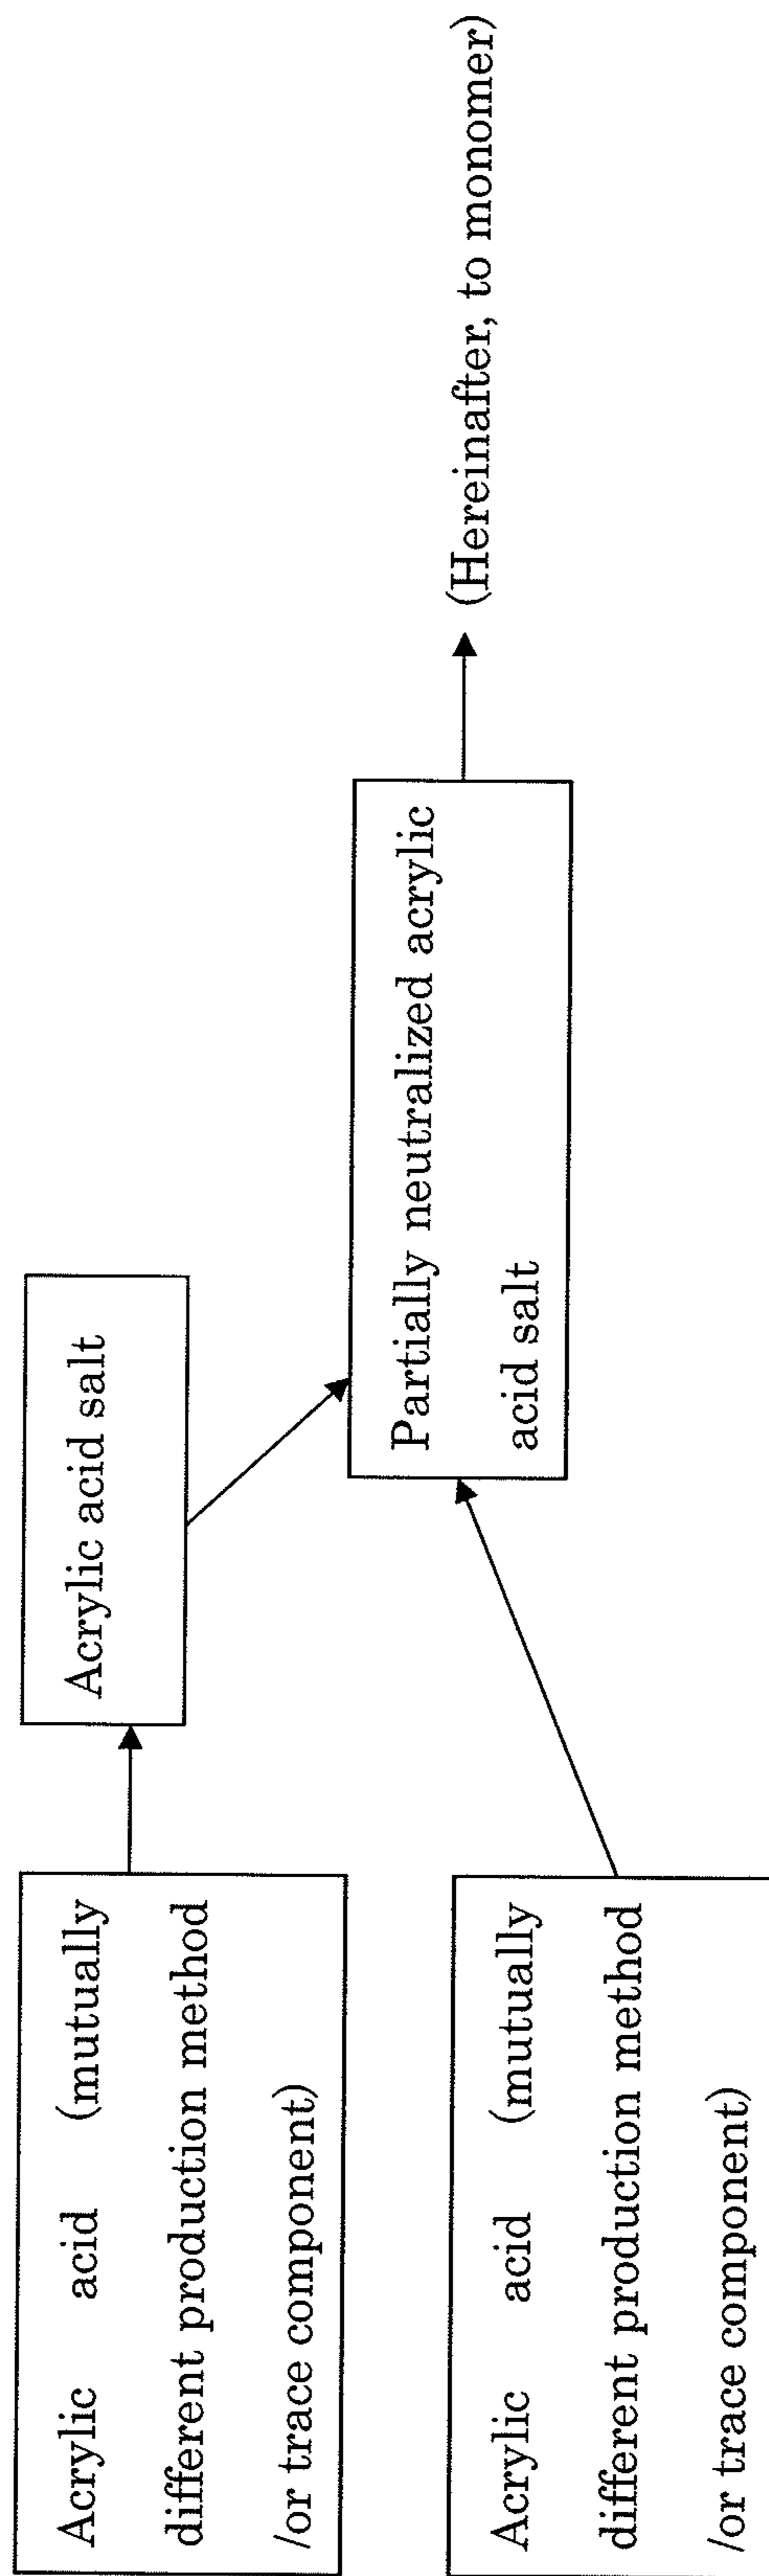 Acrylic acid (mutually
different production method
/or trace component)
Acrylic acid salt
Acrylic acid (mutually
different production method
/or trace component)
Partially neutralized acrylic
acid salt
(Hereinafter, to monomer)